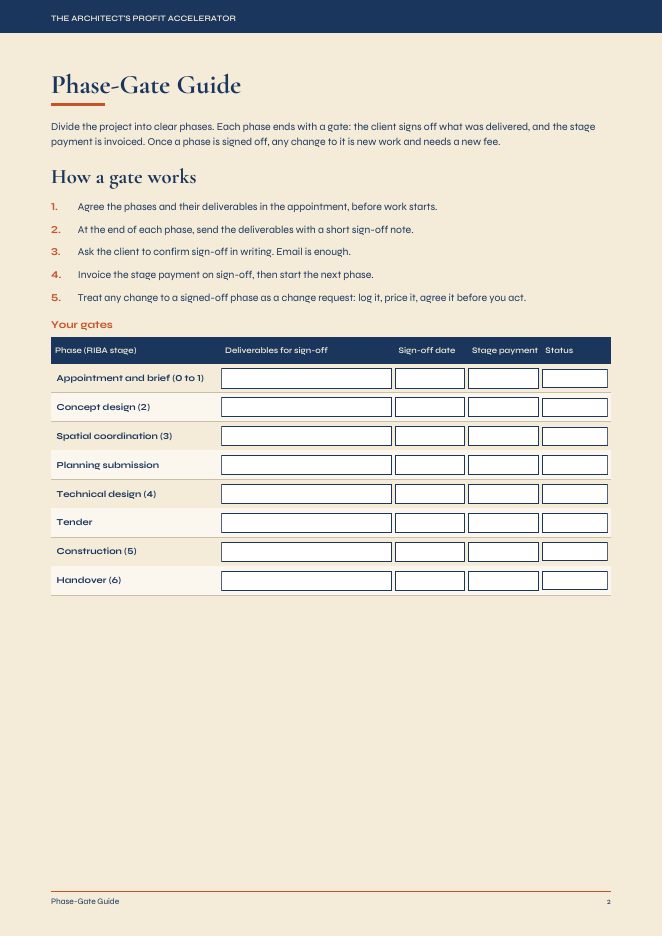 THE ARCHITECT'S PROFIT ACCELERATOR
Phase-Gate Guide
Divide the project into clear phases. Each phase ends with a gate: the client signs off what was delivered, and the stage
payment is invoiced. Once a phase is signed off, any change to it is new work and needs a new fee.
How a gate works
1. Agree the phases and their deliverables in the appointment, before work starts.
2. At the end of each phase, send the deliverables with a short sign-off note.
3. Ask the client to confirm sign-off in writing. Email is enough.
4. Invoice the stage payment on sign-off, then start the next phase.
5. Treat any change to a signed-off phase as a change request: log it, price it, agree it before you act.
Your gates
Phase (RIBA stage) Deliverables for sign-off Sign-off date Stage payment Status
Appointment and brief (0 to 1)
Concept design (2)
Spatial coordination (3)
Planning submission
Technical design (4)
Tender
Construction (5)
Handover (6)
Phase-Gate Guide 2